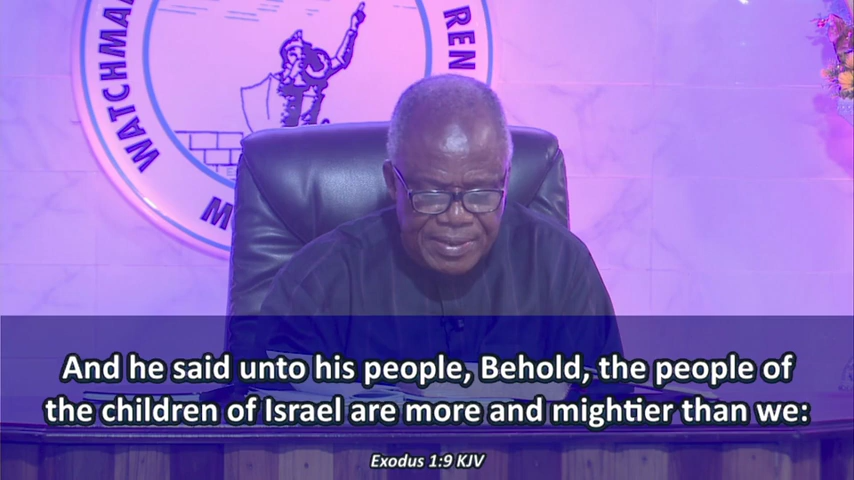 WATCHMA
REN
M
And he said unto his people, Behold, the people of
the children of Israel are more and mightier than we:
Exodus 1:9 KJV